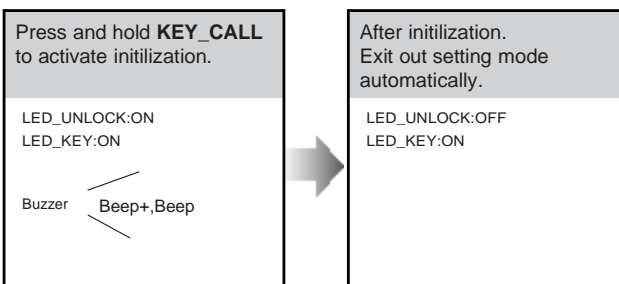 Press and hold KEY_CALL
to activate initilization.
LED_UNLOCK:ON
LED_KEY:ON
Buzzer Beep+,Beep
After initilization.
Exit out setting mode
automatically.
LED_UNLOCK:OFF
LED_KEY:ON